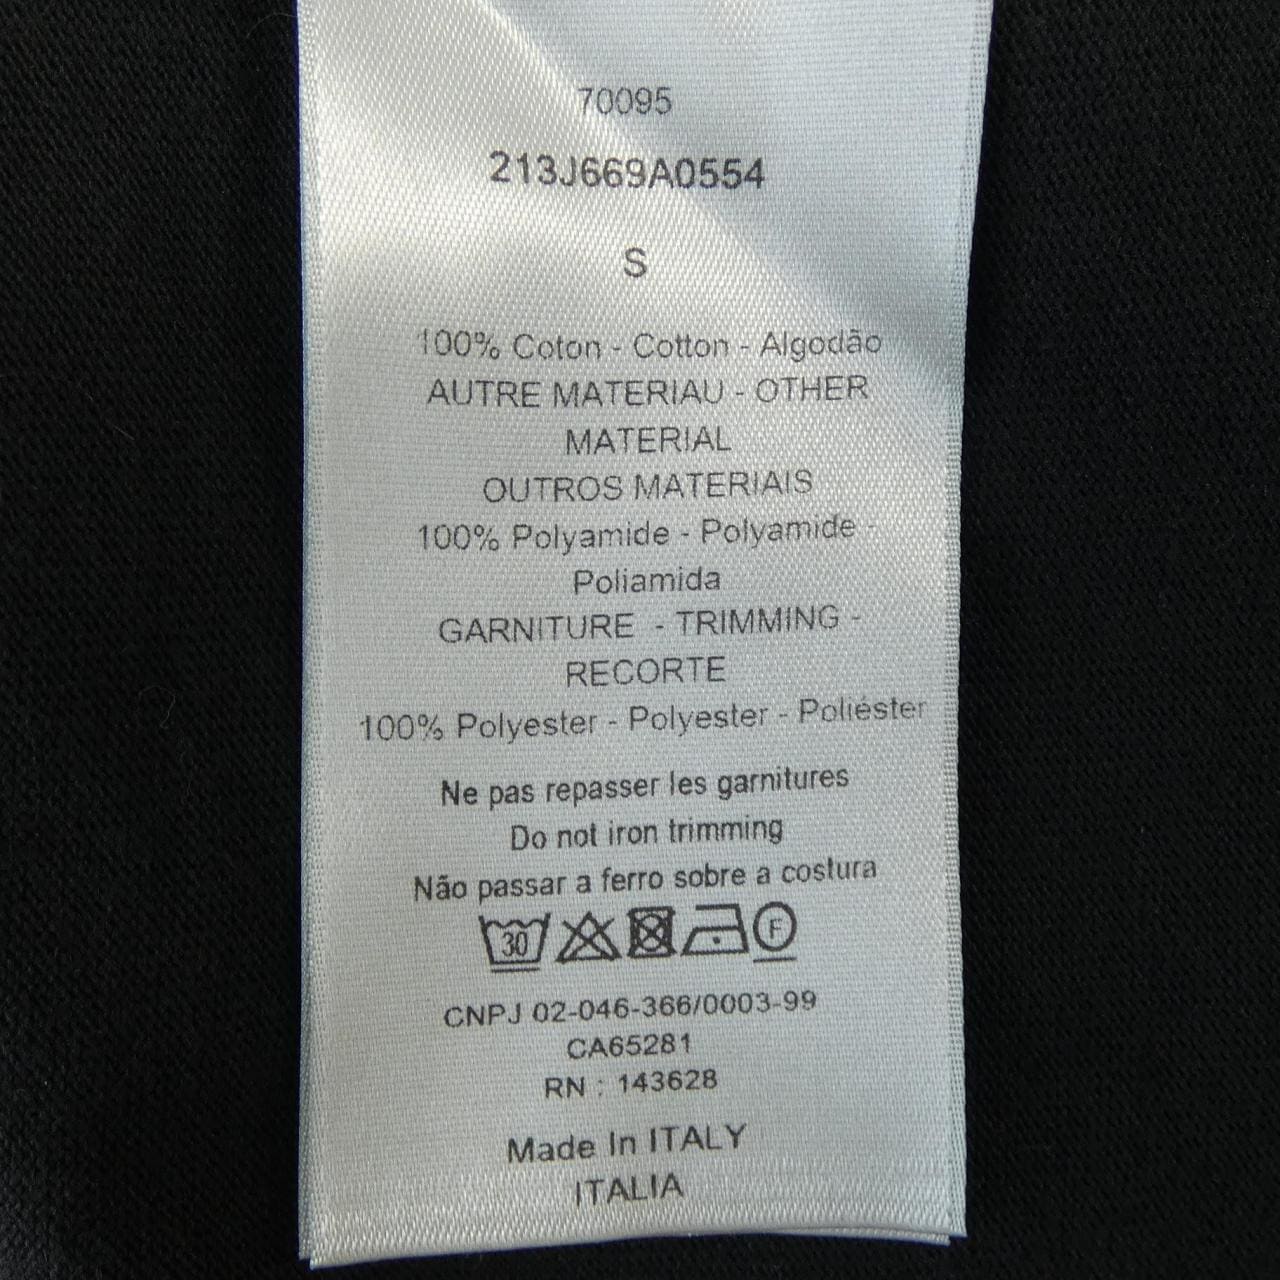 70095
213J669A0554
S
100% Coton - Cotton - Algodão
AUTRE MATERIAU - OTHER
MATERIAL
OUTROS MATERIAIS
100% Polyamide - Polyamide -
Poliamida
GARNITURE - TRIMMING -
RECORTE
100% Polyester - Polyester - Poliéster
Ne pas repasser les garnitures
Do not iron trimming
Não passar a ferro sobre a costura
30 F
CNPJ 02-046-366/0003-99
CA65281
RN : 143628
Made In ITALY
ITALIA